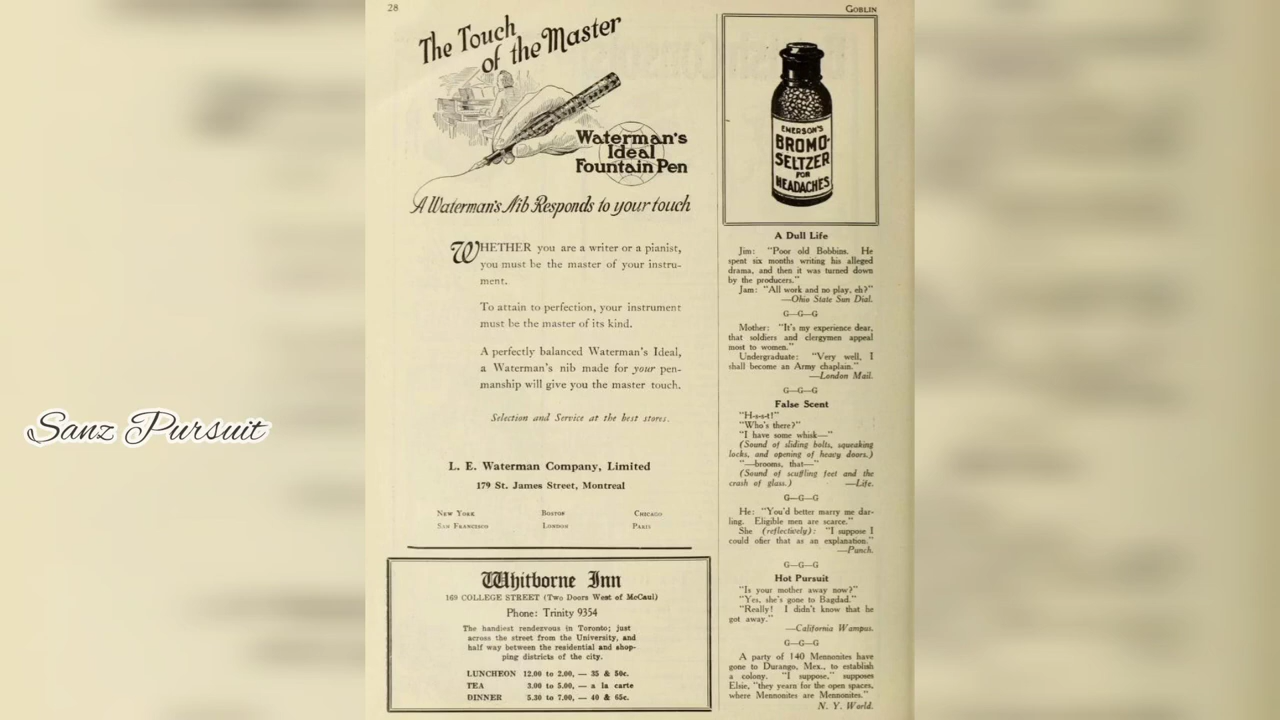 28
GOBLIN
The Touch
of the Master
Waterman's
Ideal
Fountain Pen
A Waterman's Nib Responds to your touch
WHETHER you are a writer or a pianist,
you must be the master of your instru-
ment.
To attain to perfection, your instrument
must be the master of its kind.
A perfectly balanced Waterman's Ideal,
a Waterman's nib made for your pen-
manship will give you the master touch.
Selection and Service at the best stores.
L. E. Waterman Company, Limited
179 St. James Street, Montreal
NEW YORK BOSTON CHICAGO
SAN FRANCISCO LONDON PARIS
Whitborne Inn
169 COLLEGE STREET (Two Doors West of McCaul)
Phone: Trinity 9354
The handiest rendezvous in Toronto; just
across the street from the University, and
half way between the residential and shop-
ping districts of the city.
LUNCHEON 12.00 to 2.00, — 35 & 50c.
TEA 3.00 to 5.00, — a la carte
DINNER 5.30 to 7.00, — 40 & 65c.
EMERSON'S
BROMO-
SELTZER
FOR
HEADACHES
A Dull Life
Jim: "Poor old Bobbins. He
spent six months writing his alleged
drama, and then it was turned down
by the producers."
Jam: "All work and no play, eh?"
—Ohio State Sun Dial.
G—G—G
Mother: "It's my experience dear,
that soldiers and clergymen appeal
most to women."
Undergraduate: "Very well, I
shall become an Army chaplain."
—London Mail.
G—G—G
False Scent
"H-s-s-t!"
"Who's there?"
"I have some whisk—"
(Sound of sliding bolts, squeaking
locks, and opening of heavy doors.)
"—brooms, that—"
(Sound of scuffling feet and the
crash of glass.) —Life.
G—G—G
He: "You'd better marry me dar-
ling. Eligible men are scarce."
She (reflectively): "I suppose I
could offer that as an explanation."
—Punch.
G—G—G
Hot Pursuit
"Is your mother away now?"
"Yes, she's gone to Bagdad."
"Really! I didn't know that he
got away."
—California Wampus.
G—G—G
A party of 140 Mennonites have
gone to Durango, Mex., to establish
a colony. "I suppose," supposes
Elsie, "they yearn for the open spaces,
where Mennonites are Mennonites."
N. Y. World.
Sanz Pursuit